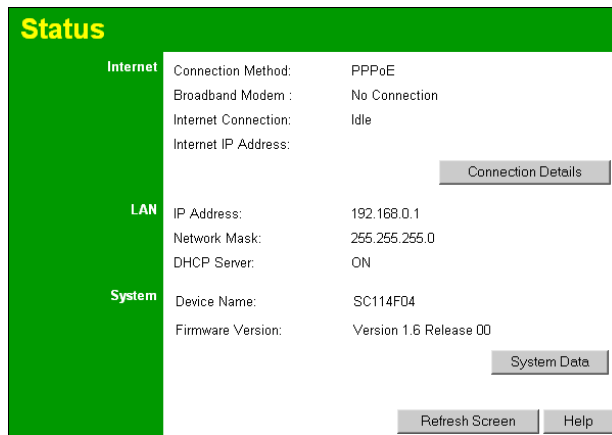 Status
Internet
Connection Method: PPPoE
Broadband Modem : No Connection
Internet Connection: Idle
Internet IP Address:
Connection Details
LAN
IP Address: 192.168.0.1
Network Mask: 255.255.255.0
DHCP Server: ON
System
Device Name: SC114F04
Firmware Version: Version 1.6 Release 00
System Data
Refresh Screen Help